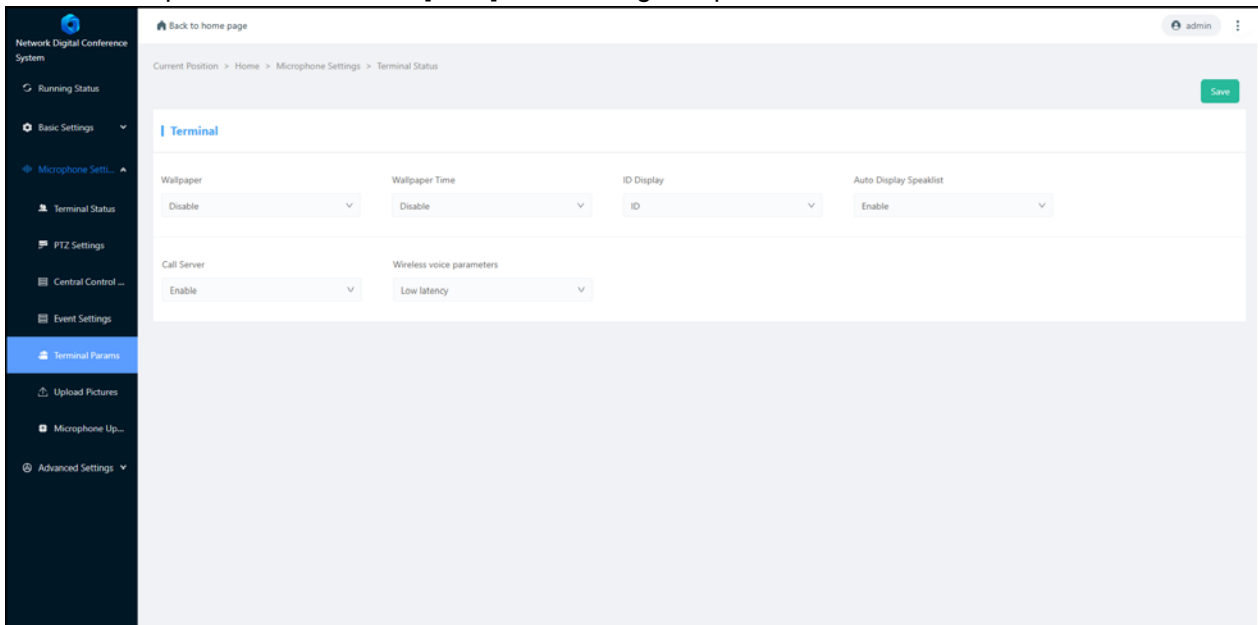 Back to home page
admin
Network Digital Conference
System
Current Position > Home > Microphone Settings > Terminal Status
Running Status
Save
Basic Settings
Terminal
Microphone Setti...
Wallpaper
Wallpaper Time
ID Display
Auto Display Speaklist
Disable
Disable
ID
Enable
Terminal Status
PTZ Settings
Call Server
Wireless voice parameters
Central Control ...
Enable
Low latency
Event Settings
Terminal Params
Upload Pictures
Microphone Up...
Advanced Settings